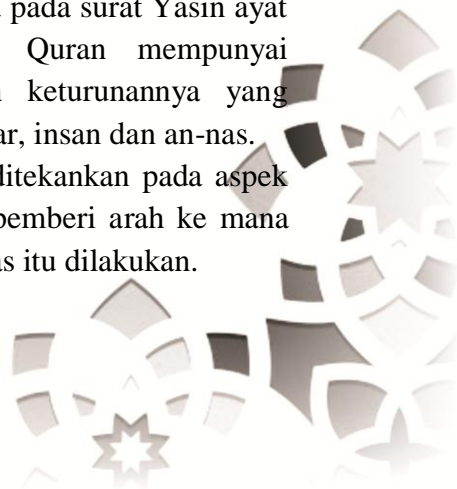 pada surat Yasin ayat
Quran mempunyai
keturunannya yang
ar, insan dan an-nas.
ditekankan pada aspek
pemberi arah ke mana
as itu dilakukan.